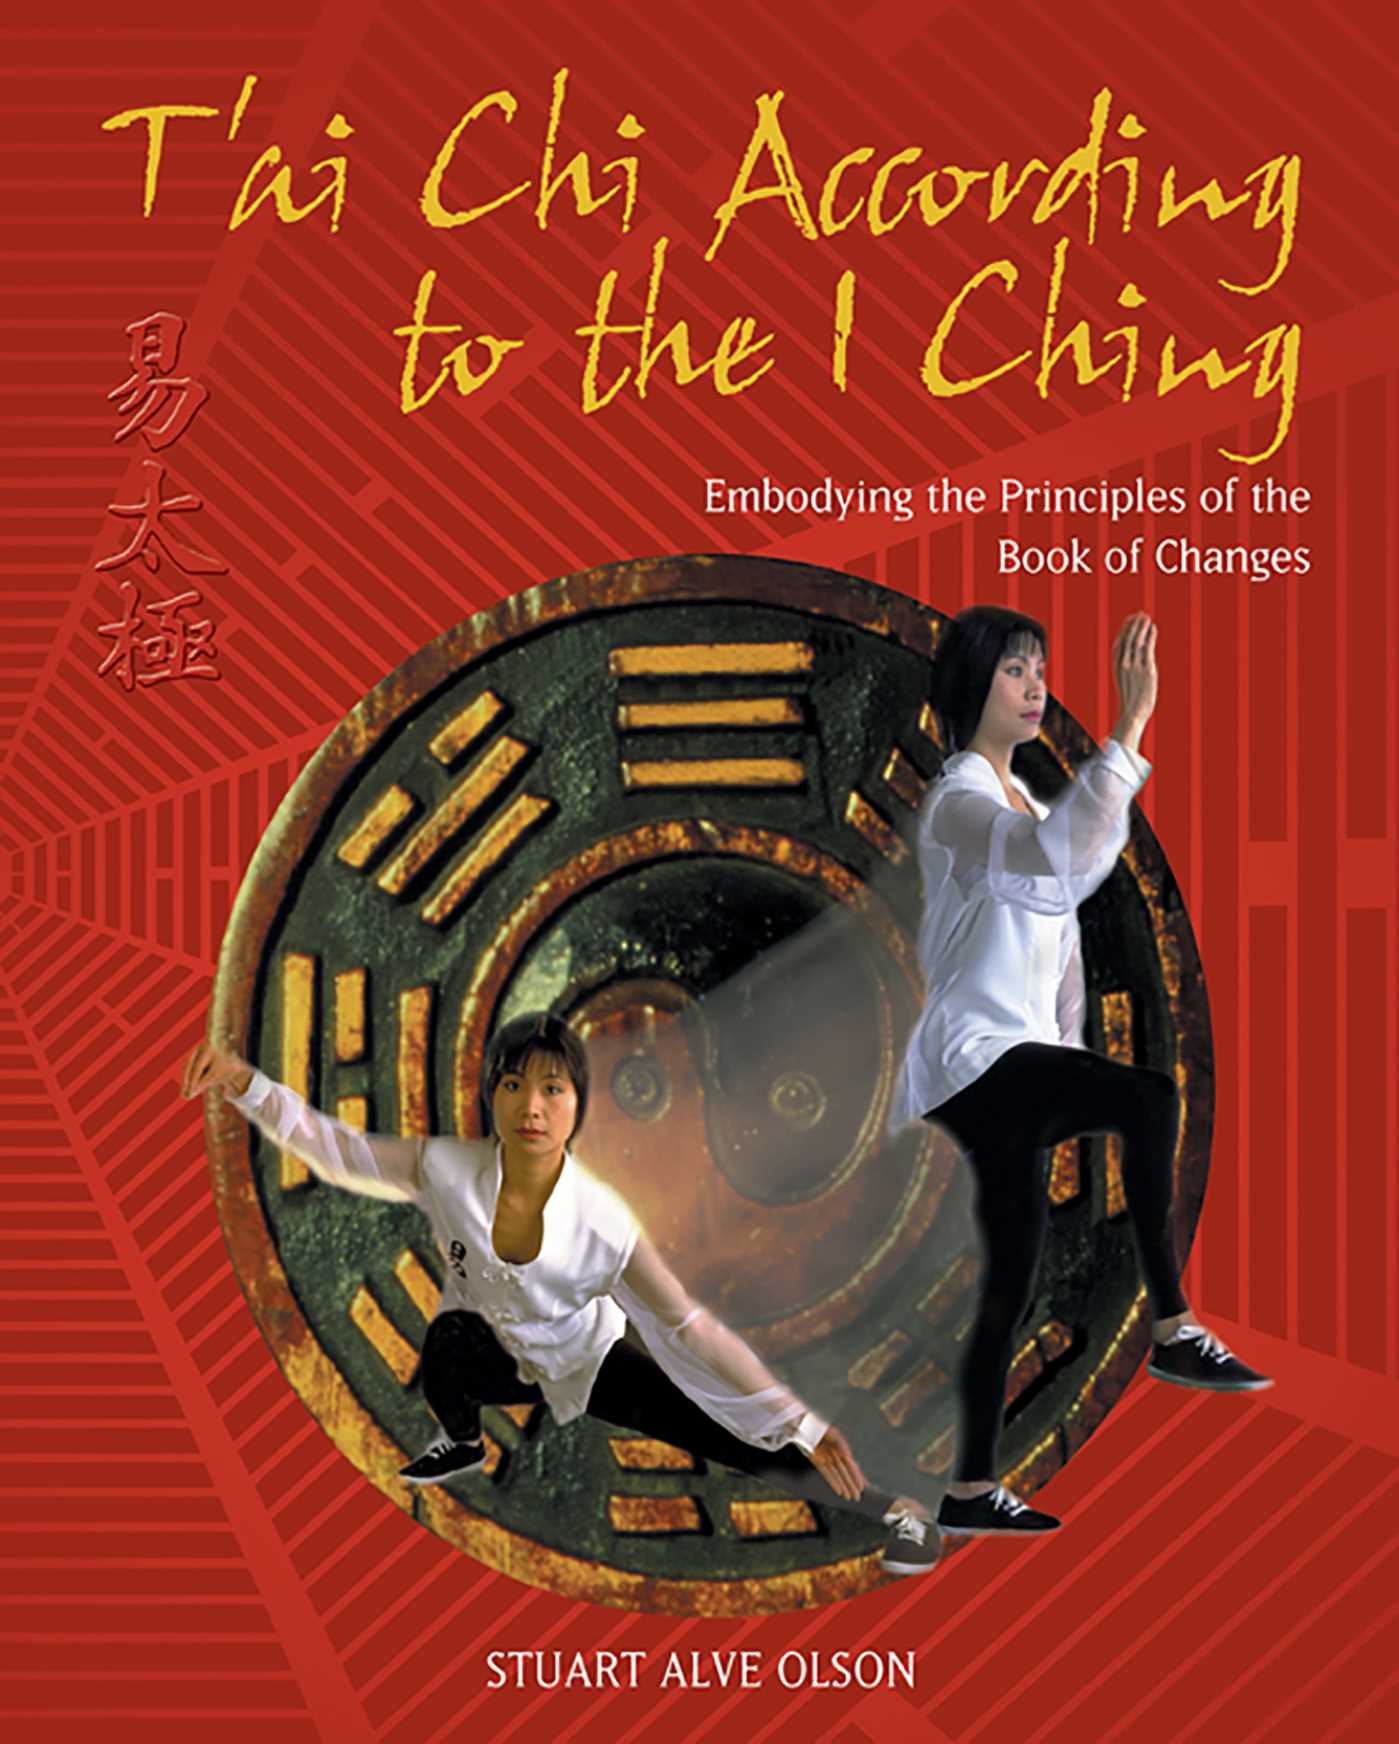 T'ai Chi According
to the I Ching
易太極
Embodying the Principles of the
Book of Changes
易
STUART ALVE OLSON